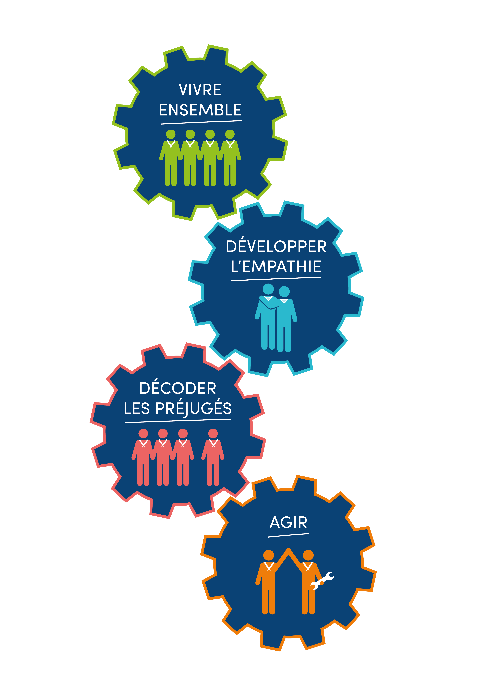 VIVRE
ENSEMBLE
DÉVELOPPER
L'EMPATHIE
DÉCODER
LES PRÉJUGÉS
AGIR